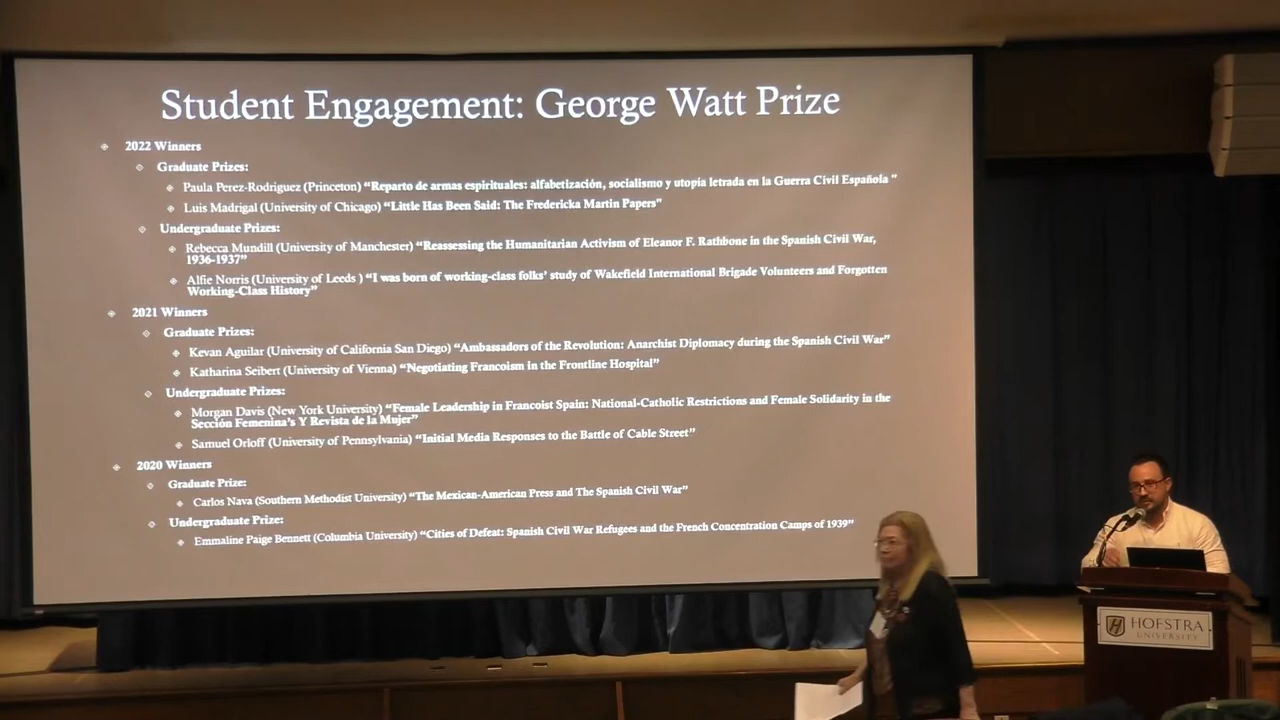 Student Engagement: George Watt Prize
2022 Winners
Graduate Prizes:
Paula Perez-Rodriguez (Princeton) “Reparto de armas espirituales: alfabetización, socialismo y utopía letrada en la Guerra Civil Española ”
Luis Madrigal (University of Chicago) “Little Has Been Said: The Fredericka Martin Papers”
Undergraduate Prizes:
Rebecca Mundill (University of Manchester) “Reassessing the Humanitarian Activism of Eleanor F. Rathbone in the Spanish Civil War,
1936-1937”
Alfie Norris (University of Leeds ) “I was born of working-class folks’ study of Wakefield International Brigade Volunteers and Forgotten
Working-Class History”
2021 Winners
Graduate Prizes:
Kevan Aguilar (University of California San Diego) “Ambassadors of the Revolution: Anarchist Diplomacy during the Spanish Civil War”
Katharina Seibert (University of Vienna) “Negotiating Francoism in the Frontline Hospital”
Undergraduate Prizes:
Morgan Davis (New York University) “Female Leadership in Francoist Spain: National-Catholic Restrictions and Female Solidarity in the
Sección Femenina’s Y Revista de la Mujer”
Samuel Orloff (University of Pennsylvania) “Initial Media Responses to the Battle of Cable Street”
2020 Winners
Graduate Prize:
Carlos Nava (Southern Methodist University) “The Mexican-American Press and The Spanish Civil War”
Undergraduate Prize:
Emmaline Paige Bennett (Columbia University) “Cities of Defeat: Spanish Civil War Refugees and the French Concentration Camps of 1939”
HOFSTRA
UNIVERSITY